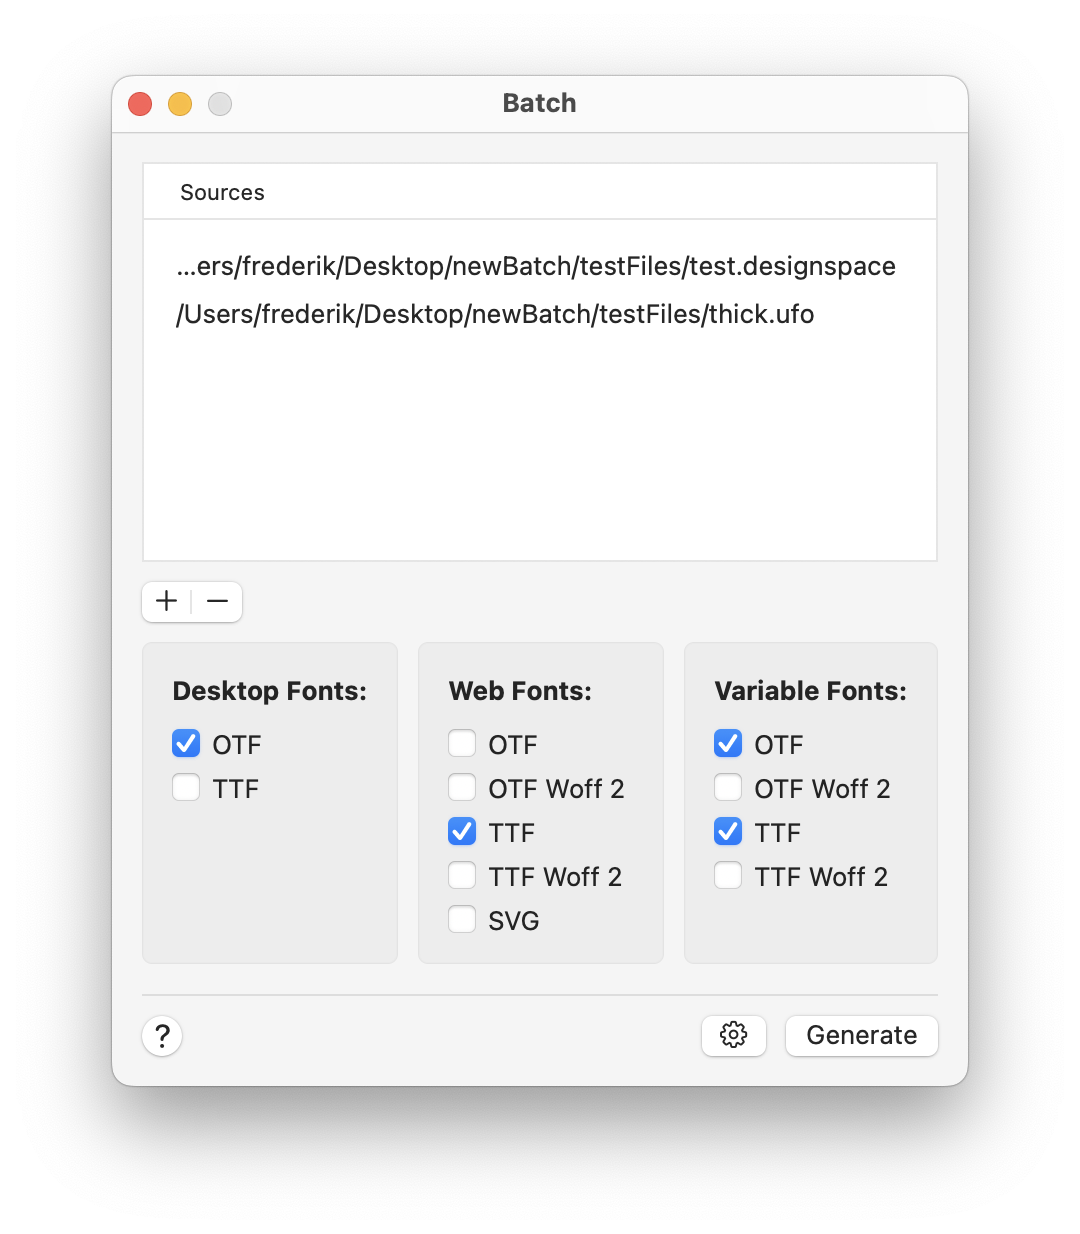 Batch
Sources
...ers/frederik/Desktop/newBatch/testFiles/test.designspace
/Users/frederik/Desktop/newBatch/testFiles/thick.ufo
Desktop Fonts:
OTF
TTF
Web Fonts:
OTF
OTF Woff 2
TTF
TTF Woff 2
SVG
Variable Fonts:
OTF
OTF Woff 2
TTF
TTF Woff 2
?
Generate